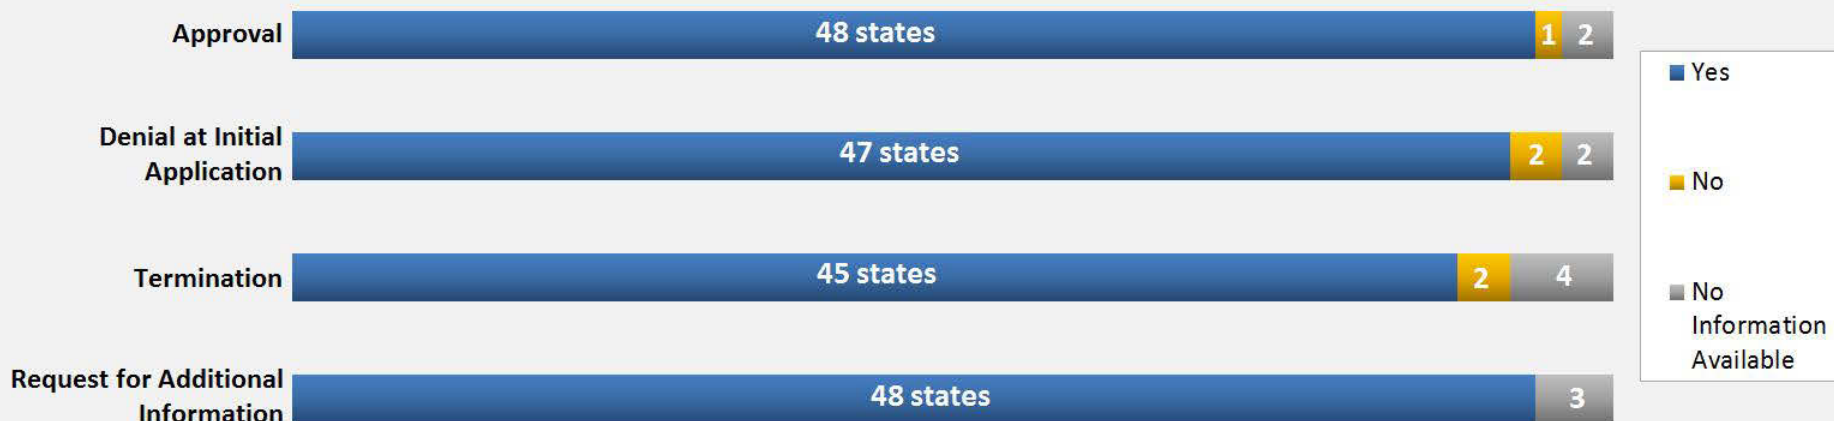 Approval
48 states
1
2
Denial at Initial
Application
47 states
2
2
Termination
45 states
2
4
Request for Additional
Information
48 states
3
Yes
No
No
Information
Available